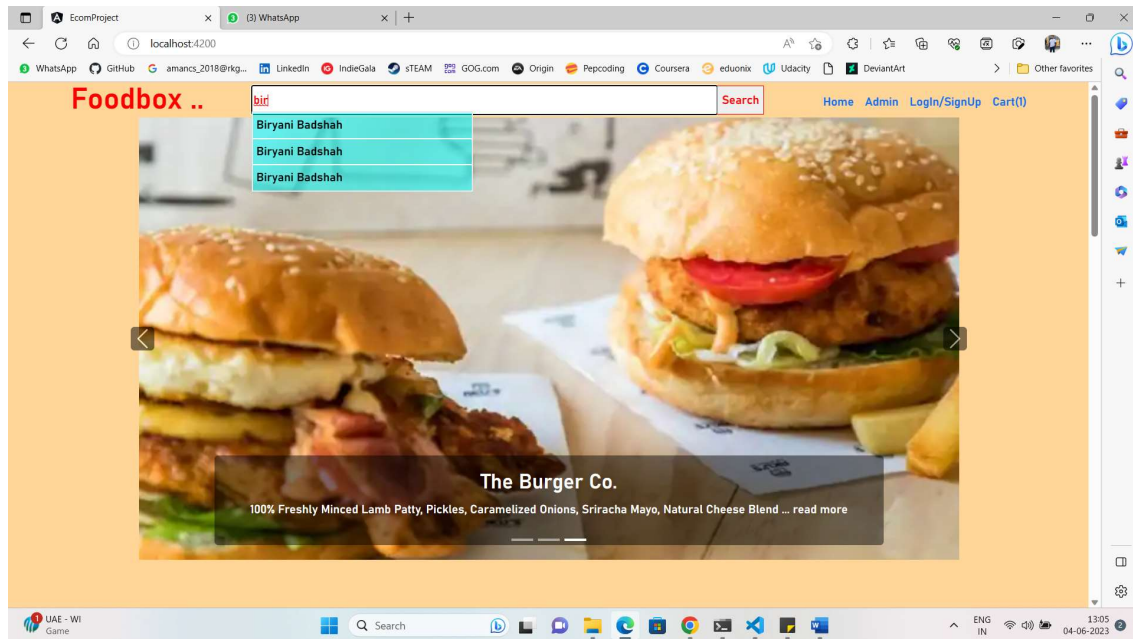 EcomProject
(3) WhatsApp
localhost:4200
WhatsApp GitHub amancs_2018@rkg... LinkedIn IndieGala sTEAM GOG.com Origin Pepcoding Coursera eduonix Udacity DeviantArt Other favorites
Foodbox ..
bir
Search
Home Admin LogIn/SignUp Cart(1)
Biryani Badshah
Biryani Badshah
Biryani Badshah
The Burger Co.
100% Freshly Minced Lamb Patty, Pickles, Caramelized Onions, Sriracha Mayo, Natural Cheese Blend ... read more
1
UAE - WI
Game
Search
ENG
IN
13:05
04-06-2023
2